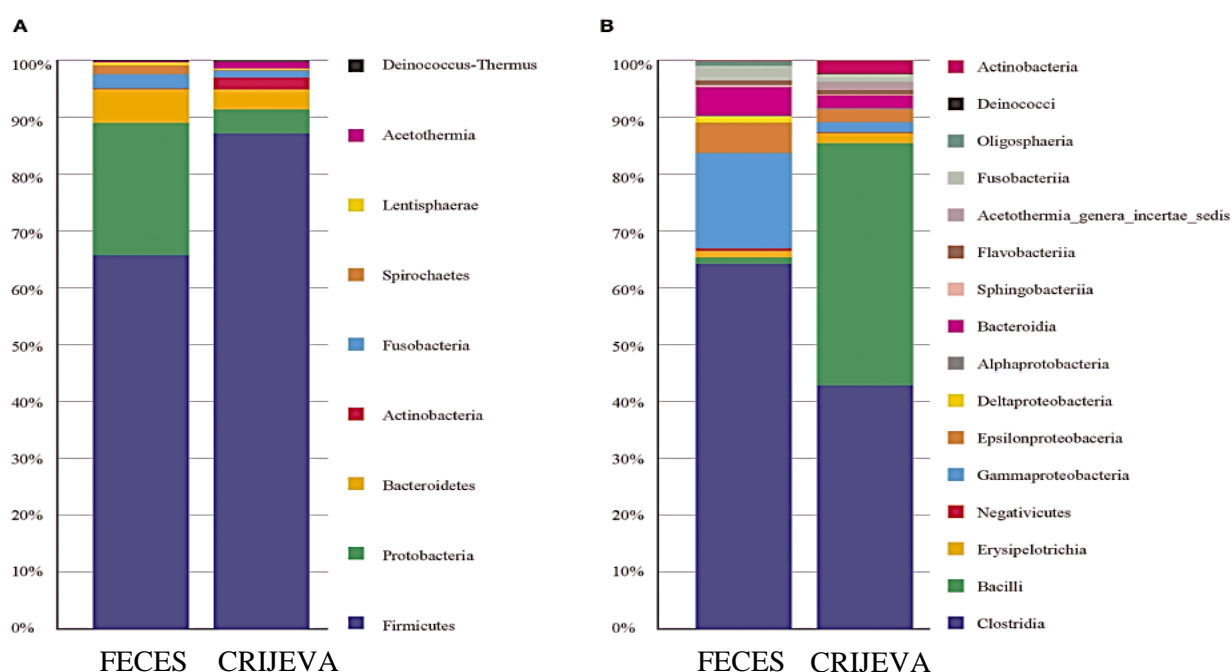 A
100%
90%
80%
70%
60%
50%
40%
30%
20%
10%
0%
FECES CRIJEVA
Deinococcus-Thermus
Acetothermia
Lentisphaerae
Spirochaetes
Fusobacteria
Actinobacteria
Bacteroidetes
Protobacteria
Firmicutes
B
100%
90%
80%
70%
60%
50%
40%
30%
20%
10%
0%
FECES CRIJEVA
Actinobacteria
Deinococci
Oligosphaeria
Fusobacteriia
Acetothermia_genera_incertae_sedis
Flavobacteriia
Sphingobacteriia
Bacteroidia
Alphaprotobacteria
Deltaproteobacteria
Epsilonproteobaceria
Gammaproteobacteria
Negativicutes
Erysipelotrichia
Bacilli
Clostridia